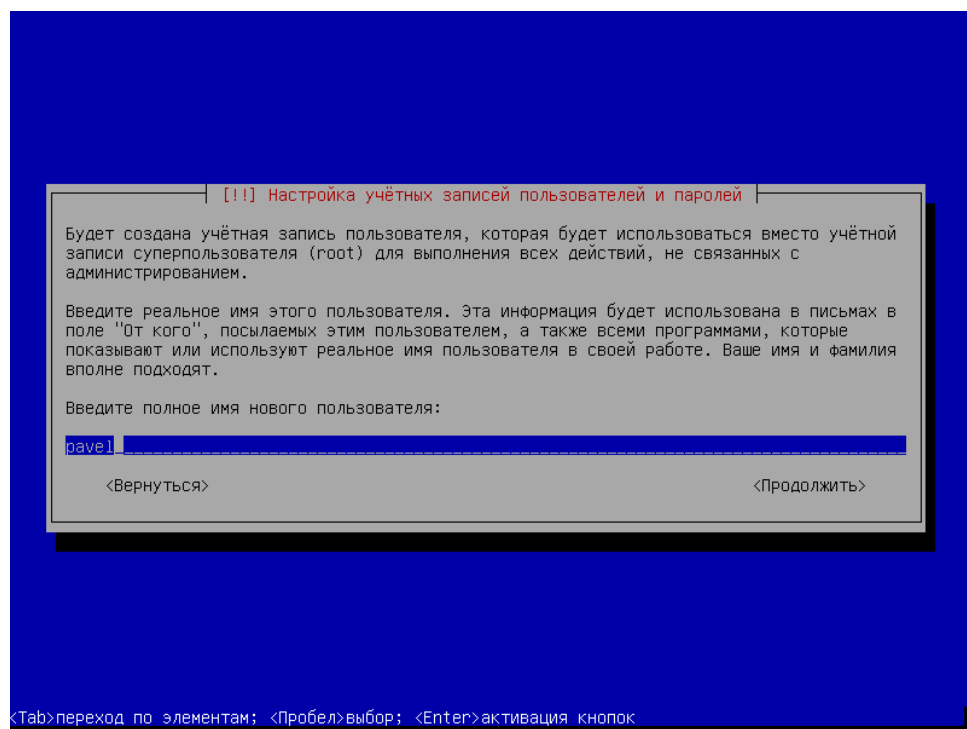 [!!] Настройка учётных записей пользователей и паролей
Будет создана учётная запись пользователя, которая будет использоваться вместо учётной
записи суперпользователя (root) для выполнения всех действий, не связанных с
администрированием.
Введите реальное имя этого пользователя. Эта информация будет использована в письмах в
поле "От кого", посылаемых этим пользователем, а также всеми программами, которые
показывают или используют реальное имя пользователя в своей работе. Ваше имя и фамилия
вполне подходят.
Введите полное имя нового пользователя:
pavel
<Вернуться> <Продолжить>
<Tab>переход по элементам; <Пробел>выбор; <Enter>активация кнопок